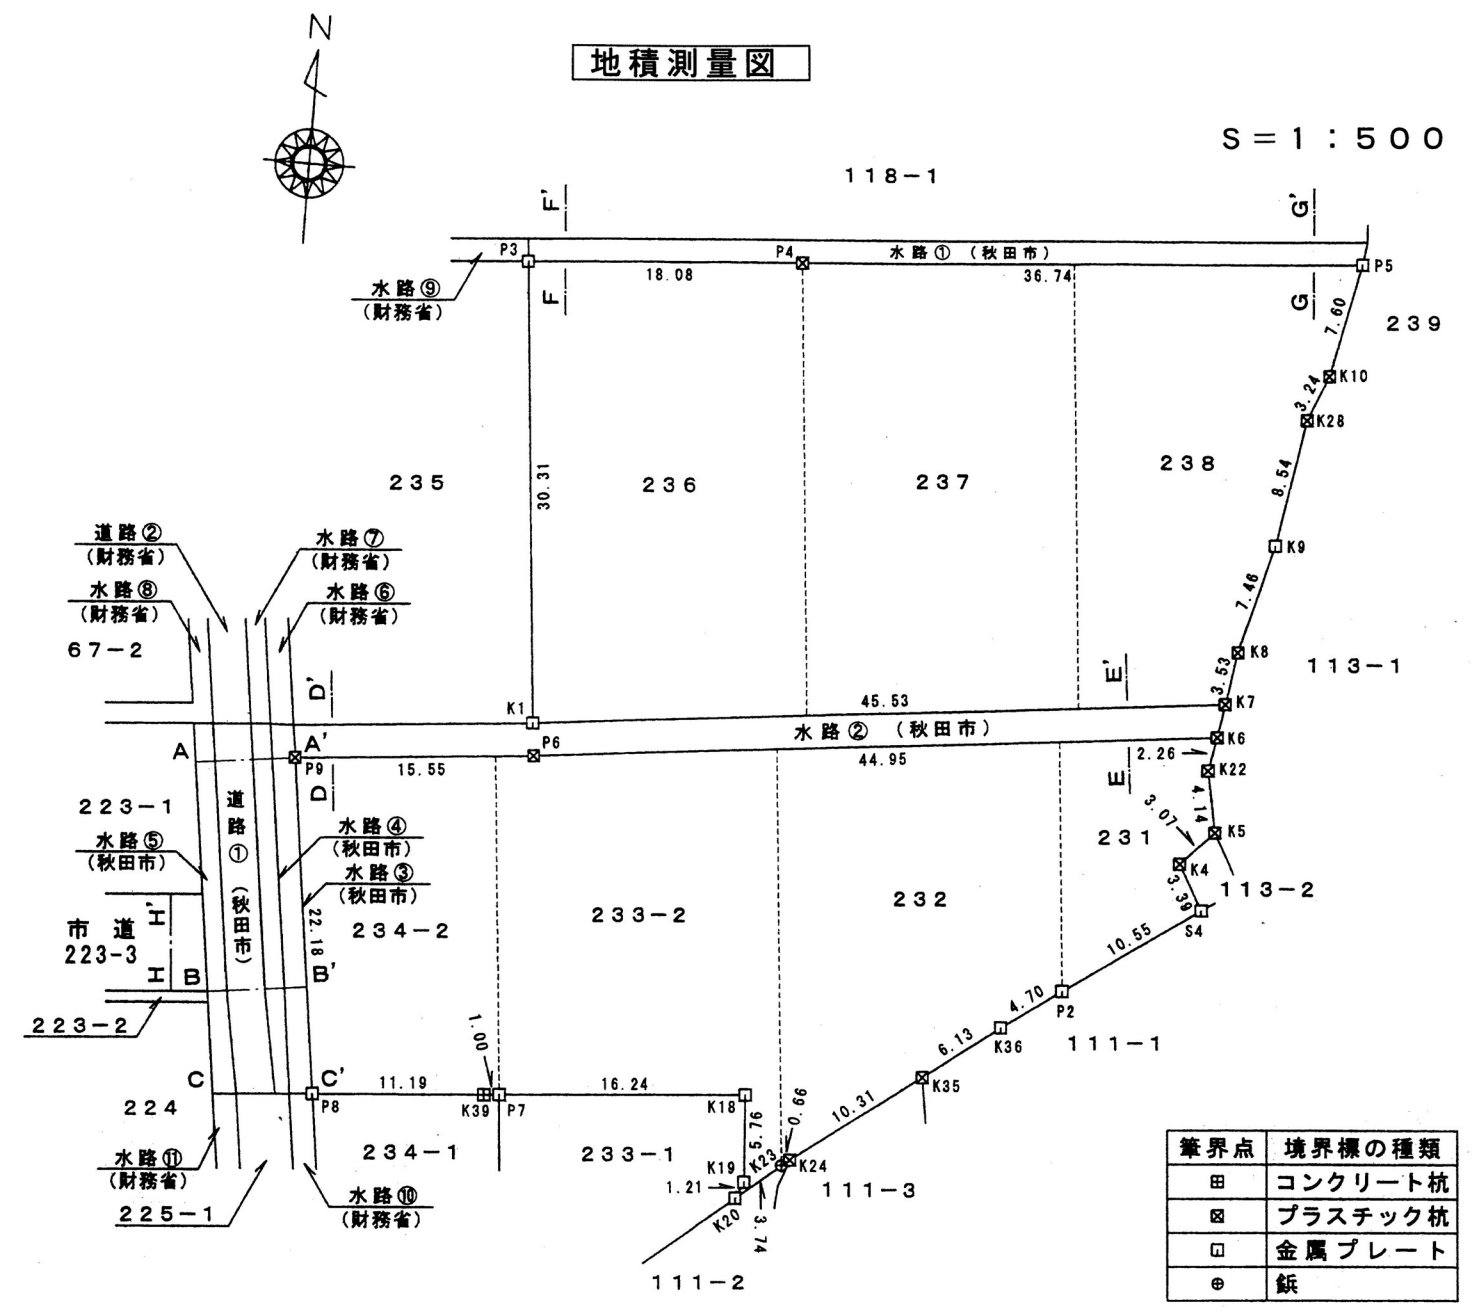 N
地積測量図
S＝1：500
118－1
F'
G'
P3
P4
水路① （秋田市）
P5
18.08
36.74
F
G
水路⑨
（財務省）
7.60
239
K10
3.24
K28
235
30.31
236
237
238
8.54
K9
道路②
（財務省）
水路⑦
（財務省）
水路⑧
（財務省）
水路⑥
（財務省）
7.46
67－2
K8
113－1
3.53
D'
E'
K1
45.53
K7
水路② （秋田市）
K6
A
A'
P6
P9
15.55
44.95
2.26
K22
D
E
223－1
道路① （秋田市）
4.14
3.07
K5
水路⑤
（秋田市）
水路④
（秋田市）
231
K4
水路③
（秋田市）
3.39
113－2
H'
市道
223-3
22.18
234－2
233－2
232
S4
10.55
H
B
B'
4.70
P2
223－2
1.00
K36
111－1
6.13
C
C'
11.19
16.24
K35
224
P8
K39
P7
K18
0.66
10.31
5.76
234－1
233－1
K19
K23
K24
水路⑪
（財務省）
1.21
111－3
水路⑩
（財務省）
K20
3.74
225－1
111－2
筆界点 境界標の種類
コンクリート杭
プラスチック杭
金属プレート
鋲